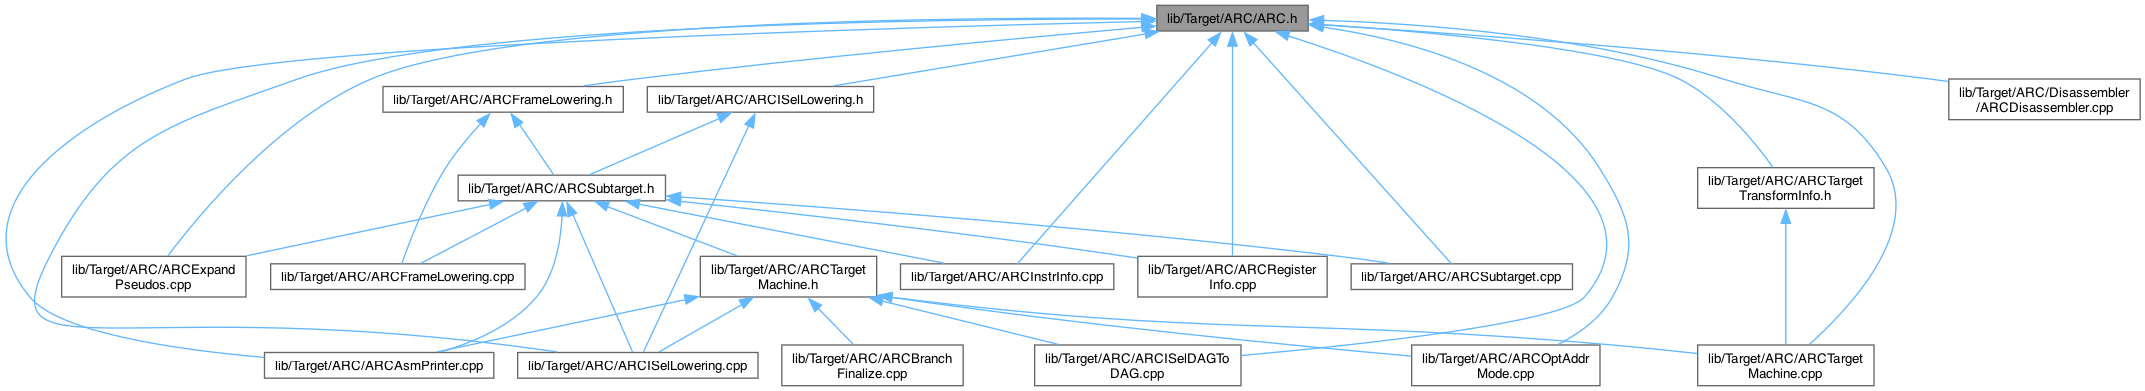 lib/Target/ARC/ARC.h
lib/Target/ARC/ARCFrameLowering.h
lib/Target/ARC/ARCISelLowering.h
lib/Target/ARC/Disassembler
/ARCDisassembler.cpp
lib/Target/ARC/ARCSubtarget.h
lib/Target/ARC/ARCTarget
TransformInfo.h
lib/Target/ARC/ARCExpand
Pseudos.cpp
lib/Target/ARC/ARCFrameLowering.cpp
lib/Target/ARC/ARCTarget
Machine.h
lib/Target/ARC/ARCInstrInfo.cpp
lib/Target/ARC/ARCRegister
Info.cpp
lib/Target/ARC/ARCSubtarget.cpp
lib/Target/ARC/ARCAsmPrinter.cpp
lib/Target/ARC/ARCISelLowering.cpp
lib/Target/ARC/ARCBranch
Finalize.cpp
lib/Target/ARC/ARCISelDAGTo
DAG.cpp
lib/Target/ARC/ARCOptAddr
Mode.cpp
lib/Target/ARC/ARCTarget
Machine.cpp